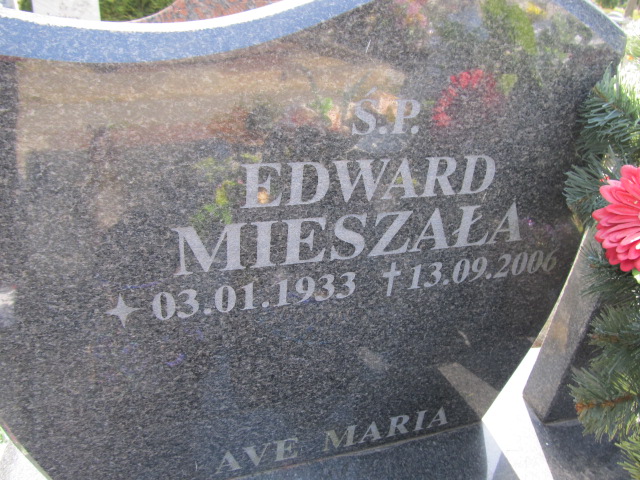 Ś.P.
EDWARD
MIESZAŁA
03.01.1933 †13.09.2006
AVE MARIA